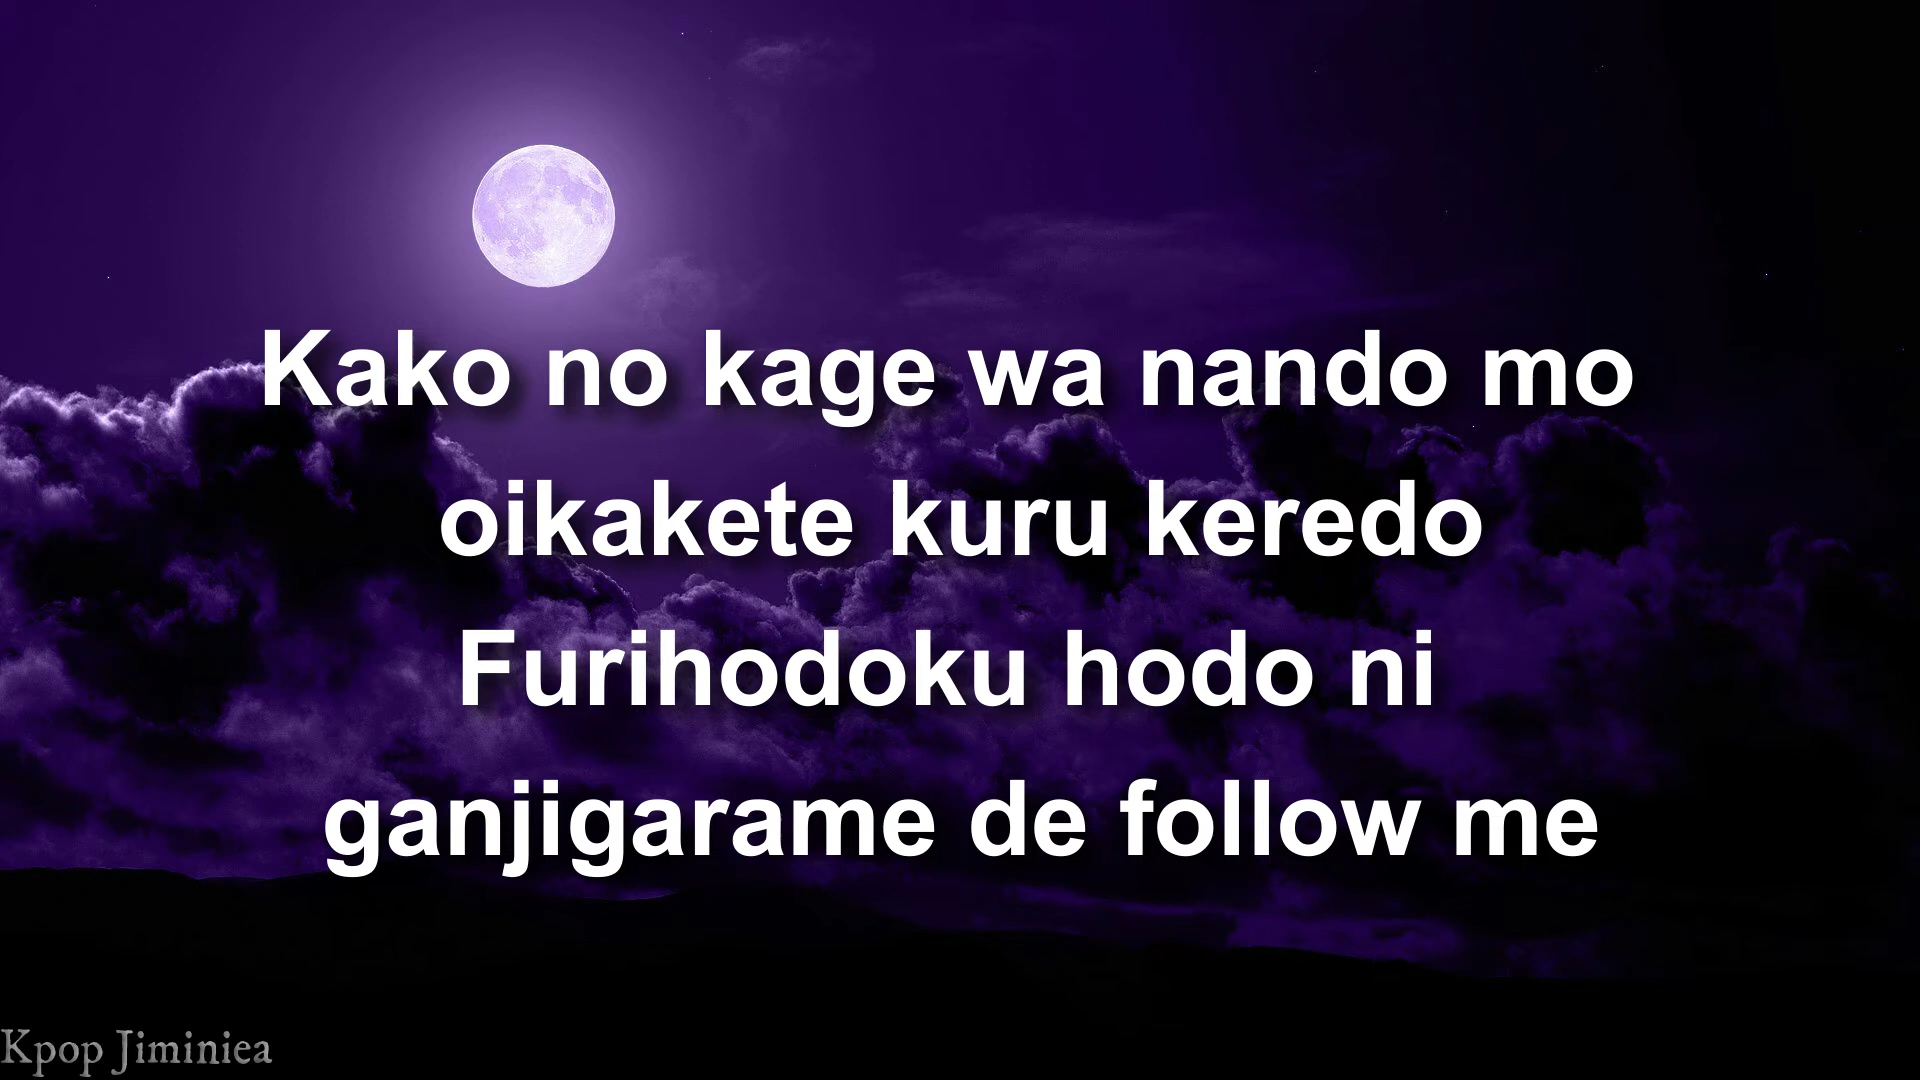 Kako no kage wa nando mo
oikakete kuru keredo
Furihodoku hodo ni
ganjigarame de follow me
Kpop Jiminiea